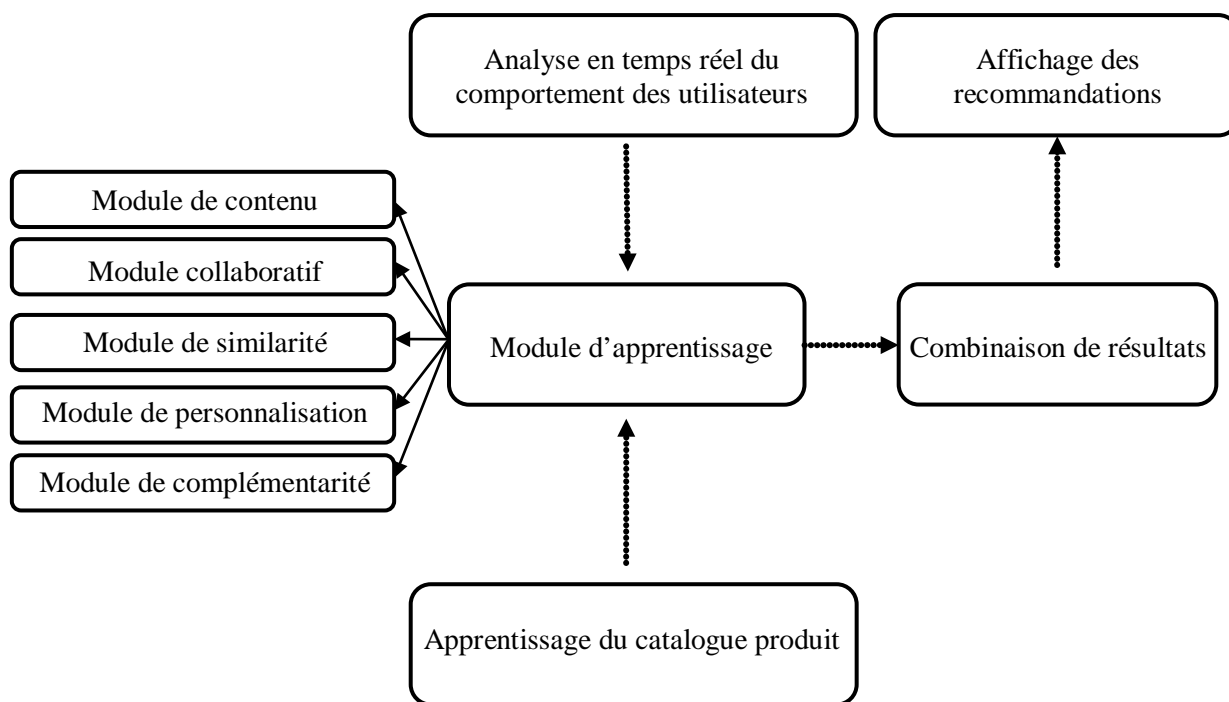 Analyse en temps réel du
comportement des utilisateurs
Affichage des
recommandations
Module de contenu
Module collaboratif
Module de similarité
Module de personnalisation
Module de complémentarité
Module d’apprentissage
Combinaison de résultats
Apprentissage du catalogue produit